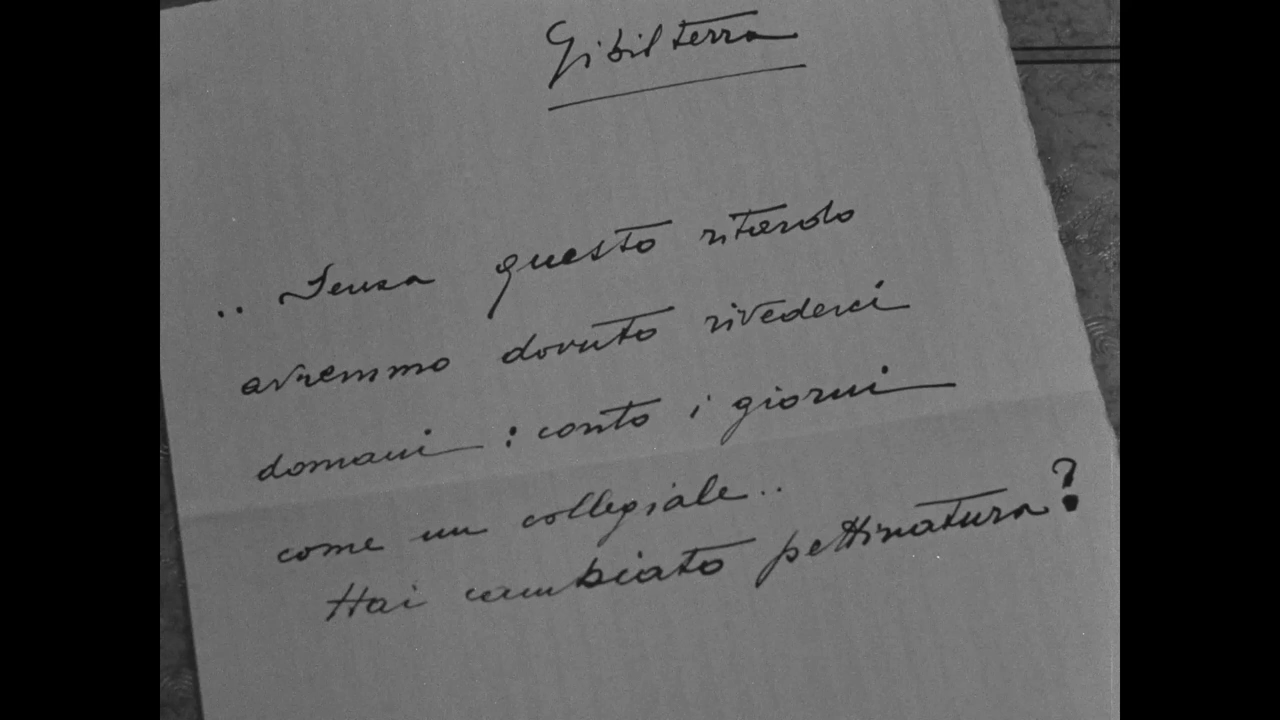 Gibilterra
.. Senza questo ritardo
avremmo dovuto rivederci
domani : conto i giorni
come un collegiale..
Hai cambiato pettinatura?